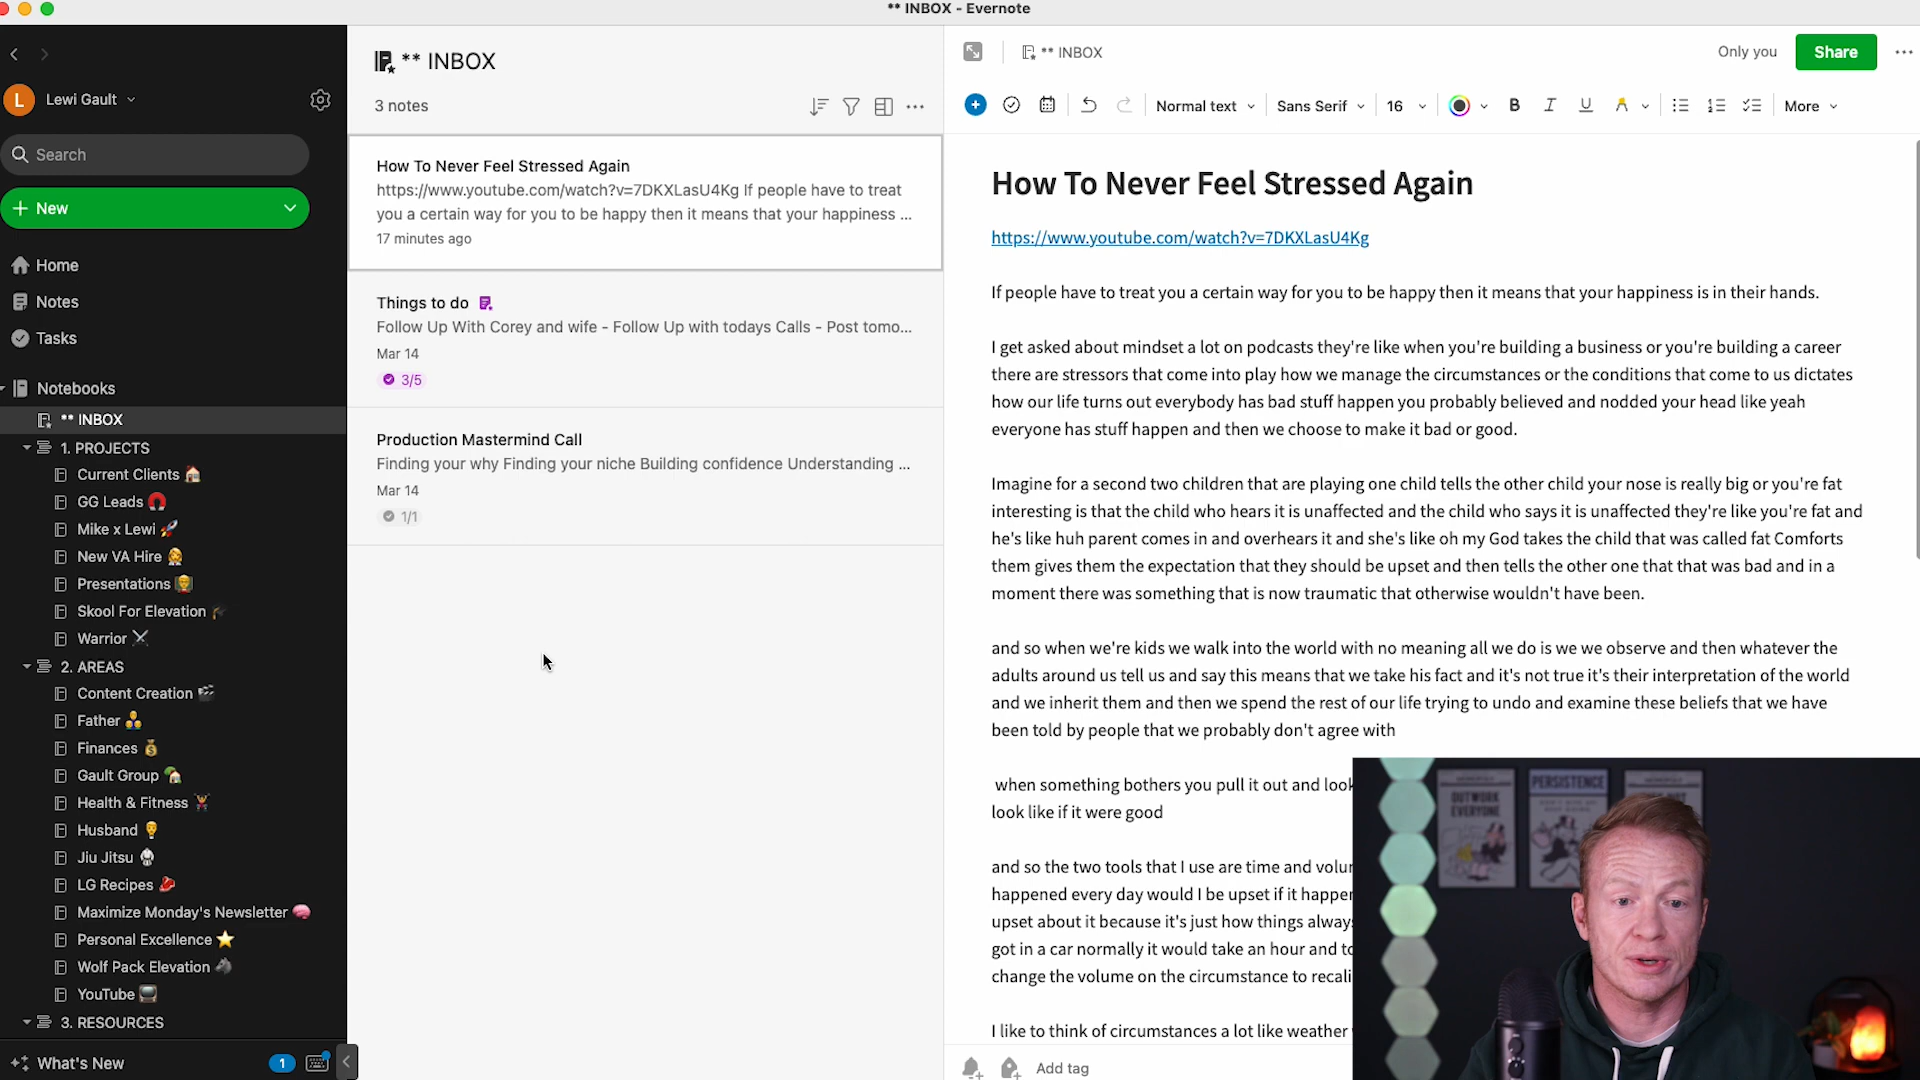 ** INBOX - Evernote
L Lewi Gault
Search
+ New
Home
Notes
Tasks
Notebooks
** INBOX
1. PROJECTS
Current Clients
GG Leads
Mike x Lewi
New VA Hire
Presentations
Skool For Elevation
Warrior
2. AREAS
Content Creation
Father
Finances
Gault Group
Health & Fitness
Husband
Jiu Jitsu
LG Recipes
Maximize Monday's Newsletter
Personal Excellence
Wolf Pack Elevation
YouTube
3. RESOURCES
What's New 1
** INBOX
3 notes
How To Never Feel Stressed Again
https://www.youtube.com/watch?v=7DKXLasU4Kg If people have to treat
you a certain way for you to be happy then it means that your happiness ...
17 minutes ago
Things to do
Follow Up With Corey and wife - Follow Up with todays Calls - Post tomo...
Mar 14
3/5
Production Mastermind Call
Finding your why Finding your niche Building confidence Understanding ...
Mar 14
1/1
** INBOX
Only you
Share
Normal text Sans Serif 16 B I U A More
How To Never Feel Stressed Again
https://www.youtube.com/watch?v=7DKXLasU4Kg
If people have to treat you a certain way for you to be happy then it means that your happiness is in their hands.
I get asked about mindset a lot on podcasts they're like when you're building a business or you're building a career
there are stressors that come into play how we manage the circumstances or the conditions that come to us dictates
how our life turns out everybody has bad stuff happen you probably believed and nodded your head like yeah
everyone has stuff happen and then we choose to make it bad or good.
Imagine for a second two children that are playing one child tells the other child your nose is really big or you're fat
interesting is that the child who hears it is unaffected and the child who says it is unaffected they're like you're fat and
he's like huh parent comes in and overhears it and she's like oh my God takes the child that was called fat Comforts
them gives them the expectation that they should be upset and then tells the other one that that was bad and in a
moment there was something that is now traumatic that otherwise wouldn't have been.
and so when we're kids we walk into the world with no meaning all we do is we we observe and then whatever the
adults around us tell us and say this means that we take his fact and it's not true it's their interpretation of the world
and we inherit them and then we spend the rest of our life trying to undo and examine these beliefs that we have
been told by people that we probably don't agree with
when something bothers you pull it out and look
look like if it were good
and so the two tools that I use are time and
happened every day would I be upset if it
upset about it because it's just how things
got in a car normally it would take an hour and
change the volume on the circumstance to
I like to think of circumstances a lot like weather
Add tag
OUTWORK
EVERYONE
PERSISTENCE